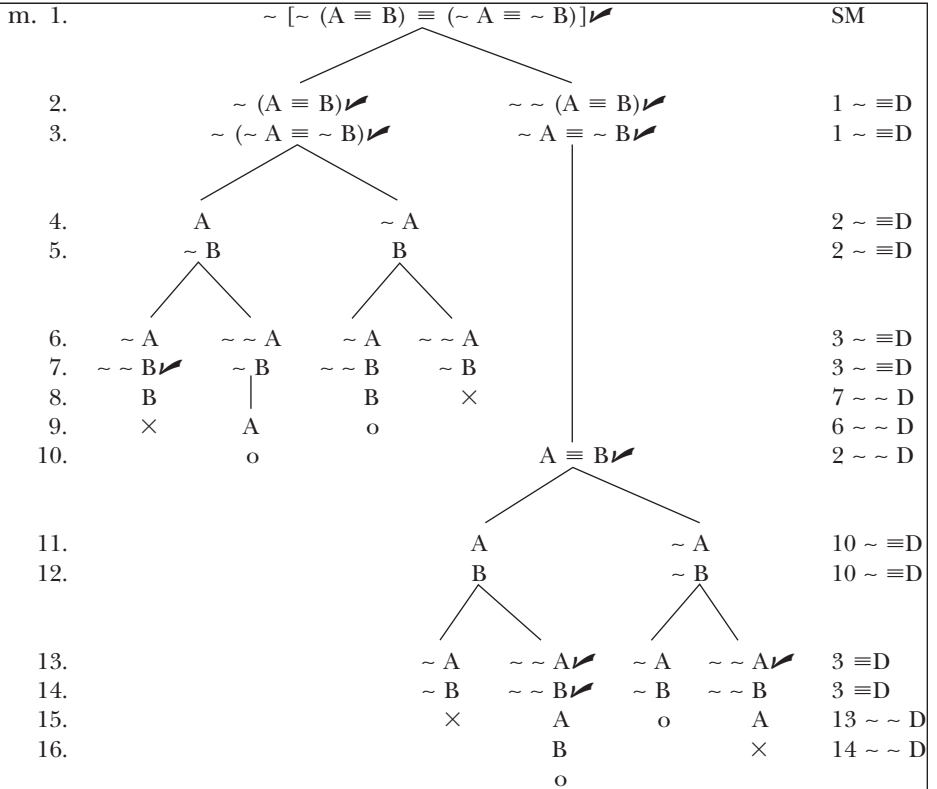 m. 1. ~ [~ (A ≡ B) ≡ (~ A ≡ ~ B)]✔ SM
2. ~ (A ≡ B)✔ ~ ~ (A ≡ B)✔ 1 ~ ≡D
3. ~ (~ A ≡ ~ B)✔ ~ A ≡ ~ B✔ 1 ~ ≡D
4. A ~ A 2 ~ ≡D
5. ~ B B 2 ~ ≡D
6. ~ A ~ ~ A ~ A ~ ~ A 3 ~ ≡D
7. ~ ~ B✔ ~ B ~ ~ B ~ B 3 ~ ≡D
8. B B × 7 ~ ~ D
9. × A o 6 ~ ~ D
10. o A ≡ B✔ 2 ~ ~ D
11. A ~ A 10 ~ ≡D
12. B ~ B 10 ~ ≡D
13. ~ A ~ ~ A✔ ~ A ~ ~ A✔ 3 ≡D
14. ~ B ~ ~ B✔ ~ B ~ ~ B 3 ≡D
15. × A o A 13 ~ ~ D
16. B × 14 ~ ~ D
o